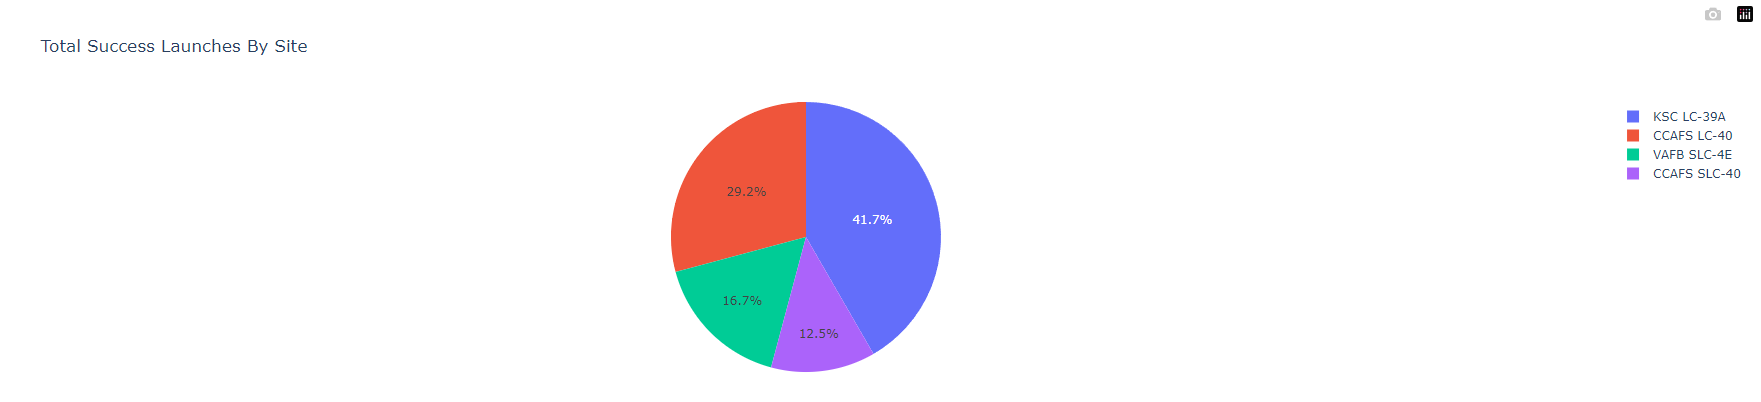 Total Success Launches By Site
KSC LC-39A
CCAFS LC-40
VAFB SLC-4E
CCAFS SLC-40
29.2%
41.7%
16.7%
12.5%